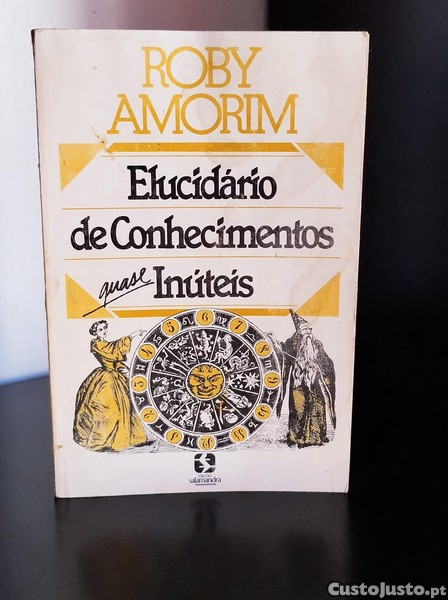 ROBY
AMORIM
Elucidário
de Conhecimentos
quase Inúteis
salamandra
CustoJusto.pt